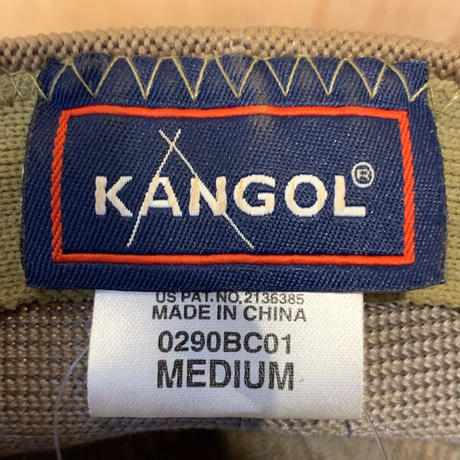 KANGOL®
US PAT.NO.2136385
MADE IN CHINA
0290BC01
MEDIUM